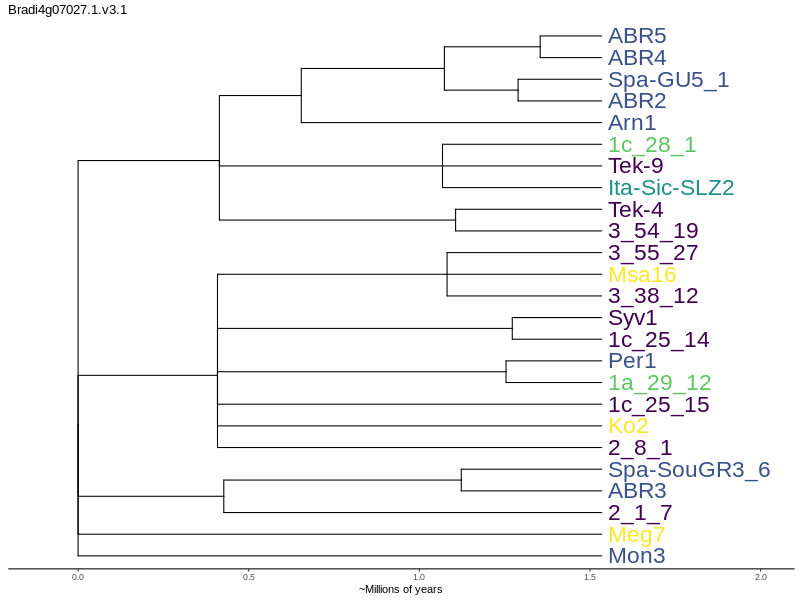 Bradi4g07027.1.v3.1
ABR5
ABR4
Spa-GU5_1
ABR2
Arn1
1c_28_1
Tek-9
Ita-Sic-SLZ2
Tek-4
3_54_19
3_55_27
Msa16
3_38_12
Syv1
1c_25_14
Per1
1a_29_12
1c_25_15
Ko2
2_8_1
Spa-SouGR3_6
ABR3
2_1_7
Meg7
Mon3
0.0 0.5 1.0 1.5 2.0
~Millions of years